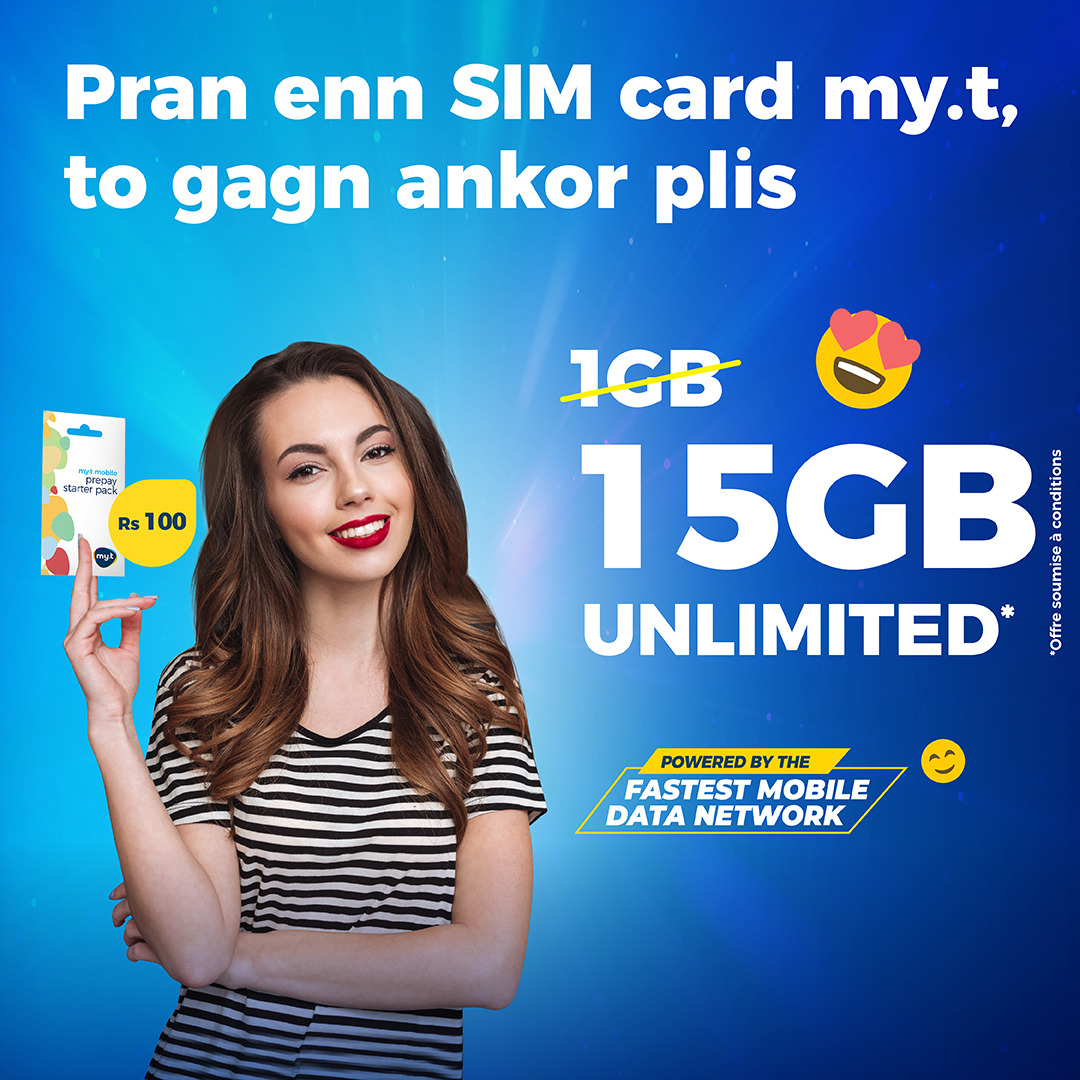 Pran enn SIM card my.t,
to gagn ankor plis
1GB
15GB
UNLIMITED*
*Offre soumise à conditions
my.t mobile
prepay
starter pack
Rs 100
my.t
POWERED BY THE
FASTEST MOBILE
DATA NETWORK